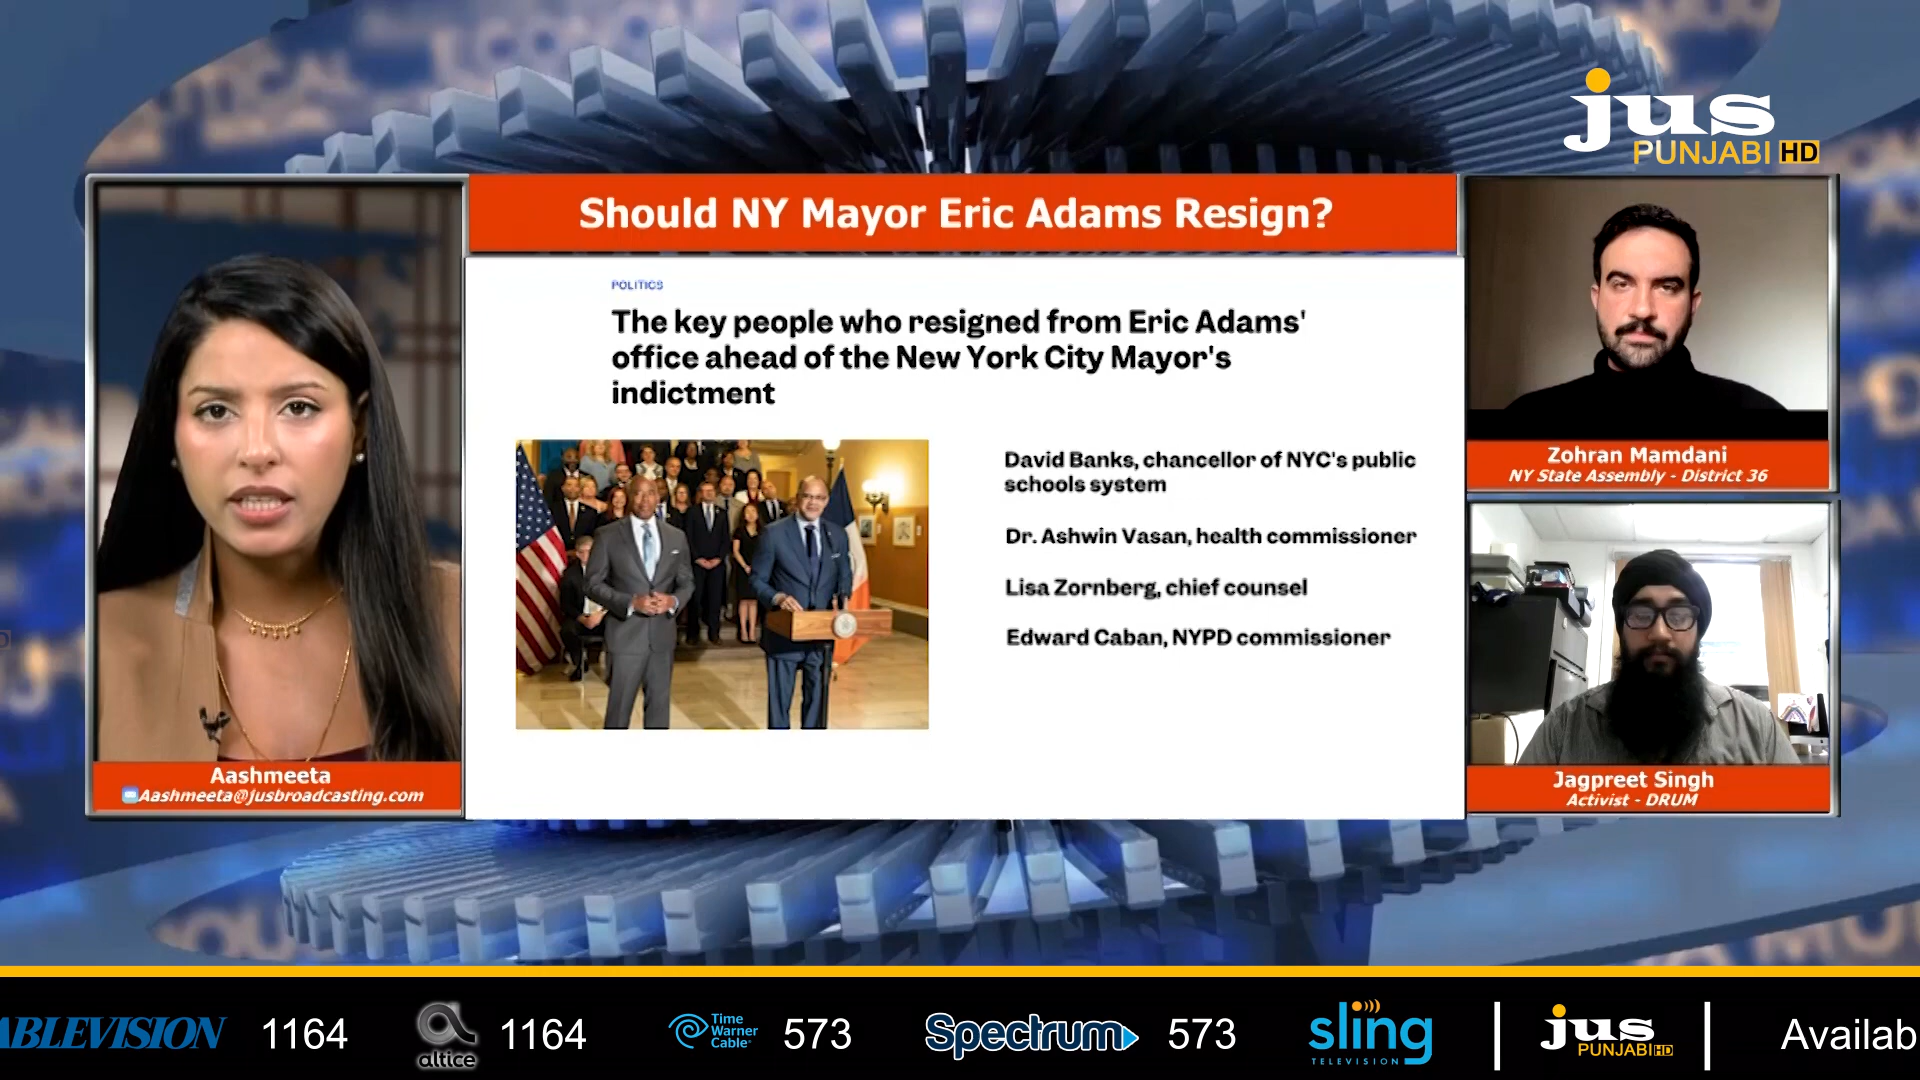 jus
PUNJABI HD
Should NY Mayor Eric Adams Resign?
POLITICS
The key people who resigned from Eric Adams'
office ahead of the New York City Mayor's
indictment
David Banks, chancellor of NYC's public
schools system
Dr. Ashwin Vasan, health commissioner
Lisa Zornberg, chief counsel
Edward Caban, NYPD commissioner
Aashmeeta
Aashmeeta@jusbroadcasting.com
Zohran Mamdani
NY State Assembly - District 36
Jagpreet Singh
Activist - DRUM
ABLEVISION 1164 altice 1164 Time Warner Cable 573 Spectrum 573 sling TELEVISION | jus PUNJABI HD | Availab